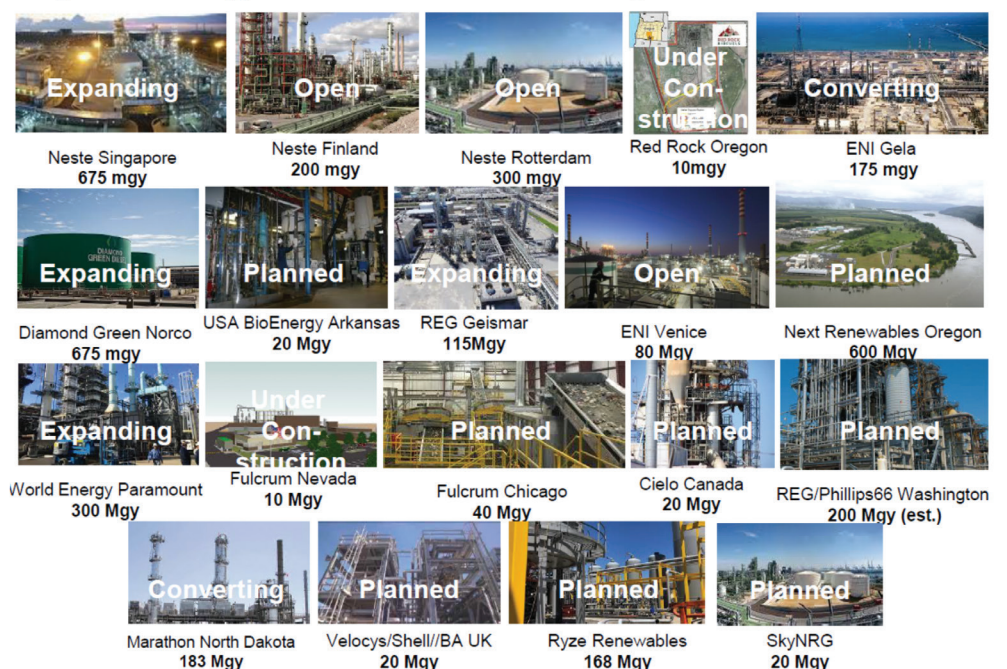 Expanding
Neste Singapore
675 mgy
Open
Neste Finland
200 mgy
Open
Neste Rotterdam
300 mgy
Under
Con-
struction
Red Rock Oregon
10mgy
Converting
ENI Gela
175 mgy
DIAMOND
GREEN DIESEL
Expanding
Diamond Green Norco
675 mgy
Planned
USA BioEnergy Arkansas
20 Mgy
Expanding
REG Geismar
115Mgy
Open
ENI Venice
80 Mgy
Planned
Next Renewables Oregon
600 Mgy
Expanding
World Energy Paramount
300 Mgy
Under
Con-
struction
Fulcrum Nevada
10 Mgy
Planned
Fulcrum Chicago
40 Mgy
Planned
Cielo Canada
20 Mgy
Planned
REG/Phillips66 Washington
200 Mgy (est.)
Converting
Marathon North Dakota
183 Mgy
Planned
Velocys/Shell//BA UK
20 Mgy
Planned
Ryze Renewables
168 Mgy
Planned
SkyNRG
20 Mgy